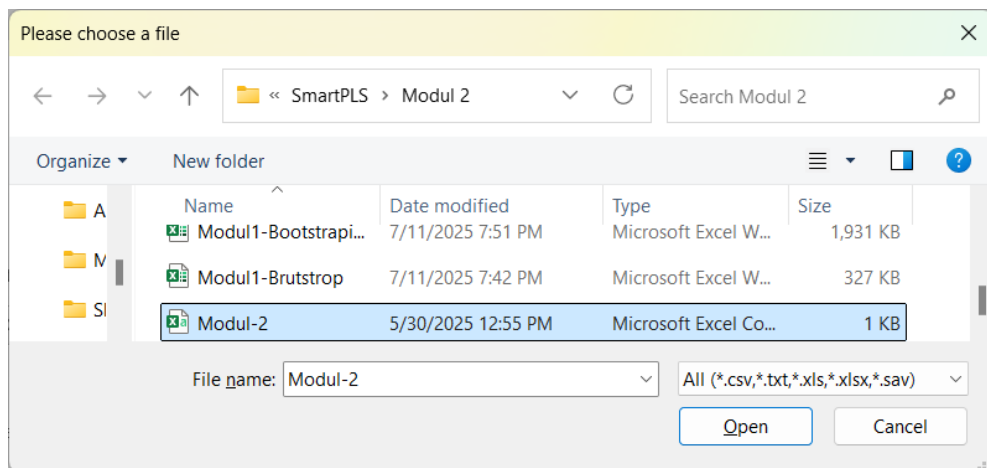 Please choose a file
« SmartPLS > Modul 2
Search Modul 2
Organize
New folder
Name Date modified Type Size
A
Modul1-Bootstrapi... 7/11/2025 7:51 PM Microsoft Excel W... 1,931 KB
M
Modul1-Brutstrop 7/11/2025 7:42 PM Microsoft Excel W... 327 KB
Modul-2 5/30/2025 12:55 PM Microsoft Excel Co... 1 KB
File name: Modul-2 All (*.csv,*.txt,*.xls,*.xlsx,*.sav)
Open Cancel